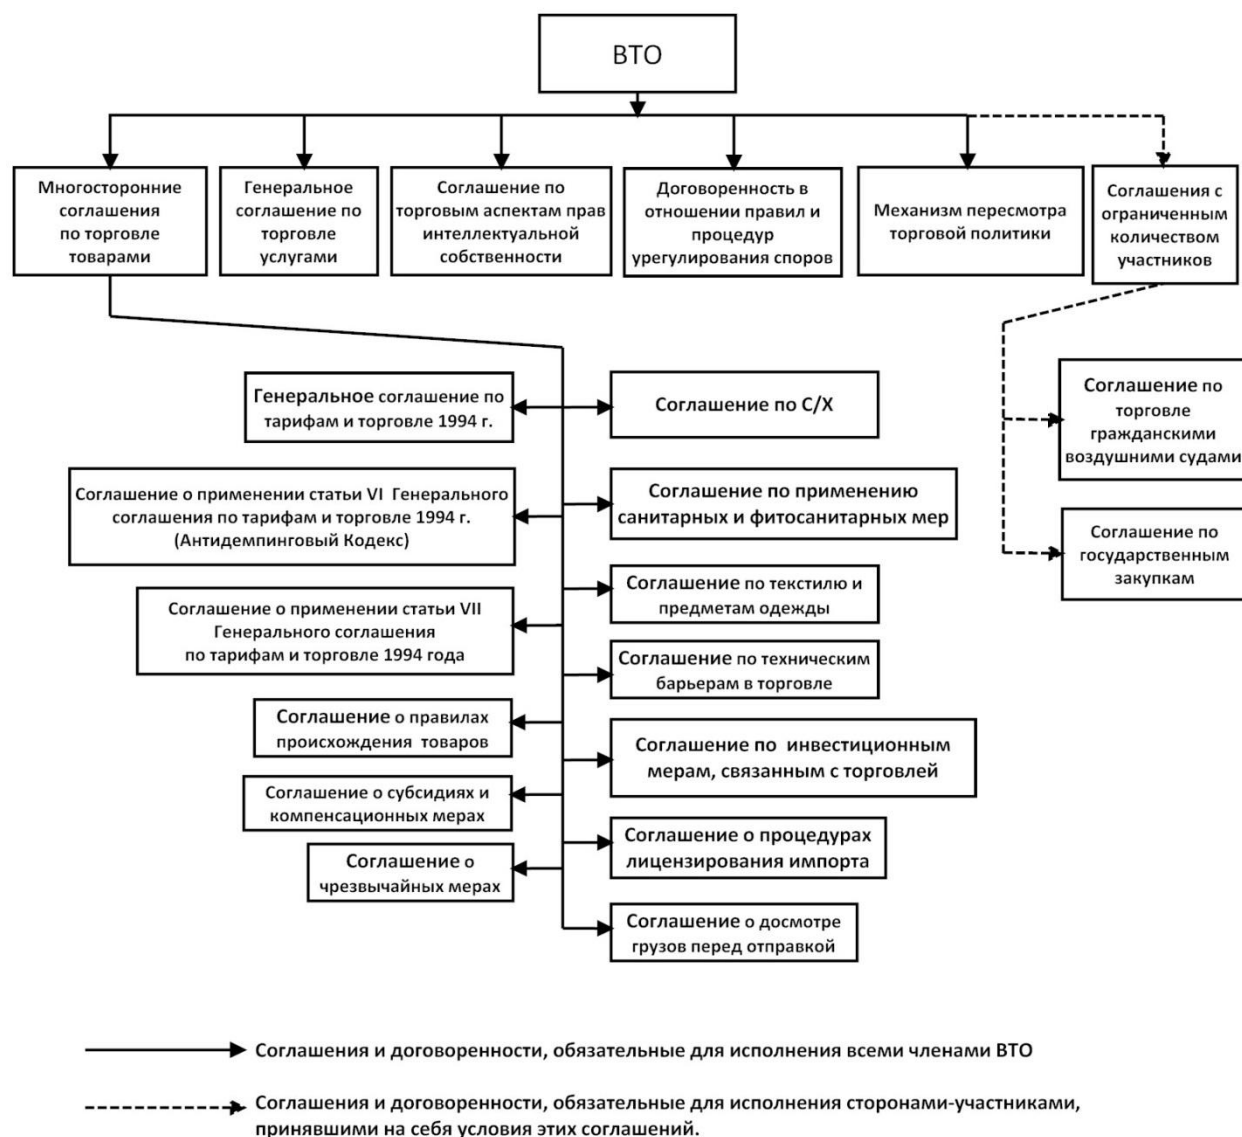 ВТО
Многосторонние
соглашения
по торговле
товарами
Генеральное
соглашение по
торговле
услугами
Соглашение по
торговым аспектам прав
интеллектуальной
собственности
Договоренность в
отношении правил и
процедур
урегулирования споров
Механизм пересмотра
торговой политики
Соглашения с
ограниченным
количеством
участников
Генеральное соглашение по
тарифам и торговле 1994 г.
Соглашение по С/Х
Соглашение по
торговле
гражданскими
воздушними судами
Соглашение о применении статьи VI Генерального
соглашения по тарифам и торговле 1994 г.
(Антидемпинговый Кодекс)
Соглашение по применению
санитарных и фитосанитарных мер
Соглашение по
государственным
закупкам
Соглашение о применении статьи VII
Генерального соглашения
по тарифам и торговле 1994 года
Соглашение по текстилю и
предметам одежды
Соглашение по техническим
барьерам в торговле
Соглашение о правилах
происхождения товаров
Соглашение по инвестиционным
мерам, связанным с торговлей
Соглашение о субсидиях и
компенсационных мерах
Соглашение о процедурах
лицензирования импорта
Соглашение о
чрезвычайных мерах
Соглашение о досмотре
грузов перед отправкой
Соглашения и договоренности, обязательные для исполнения всеми членами ВТО
Соглашения и договоренности, обязательные для исполнения сторонами-участниками,
принявшими на себя условия этих соглашений.